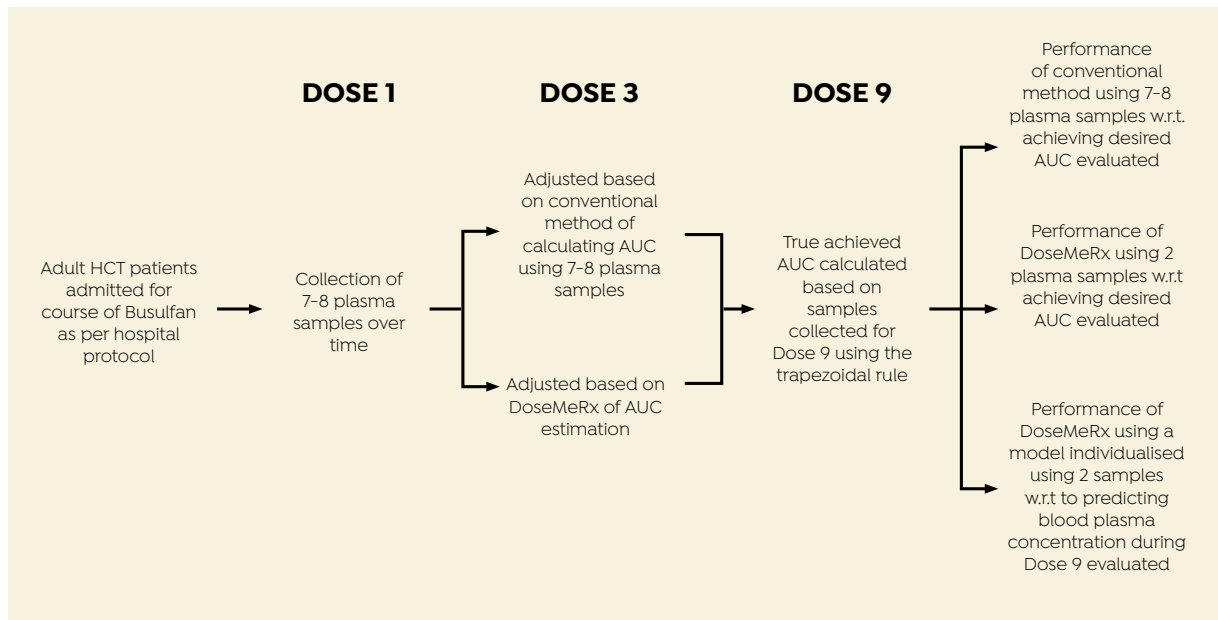 DOSE 1
DOSE 3
DOSE 9
Adult HCT patients
admitted for
course of Busulfan
as per hospital
protocol
Collection of
7-8 plasma
samples over
time
Adjusted based
on conventional
method of
calculating AUC
using 7-8 plasma
samples
Adjusted based on
DoseMeRx of AUC
estimation
True achieved
AUC calculated
based on
samples
collected for
Dose 9 using the
trapezoidal rule
Performance
of conventional
method using 7-8
plasma samples w.r.t.
achieving desired
AUC evaluated
Performance of
DoseMeRx using 2
plasma samples w.r.t
achieving desired
AUC evaluated
Performance of
DoseMeRx using a
model individualised
using 2 samples
w.r.t to predicting
blood plasma
concentration during
Dose 9 evaluated